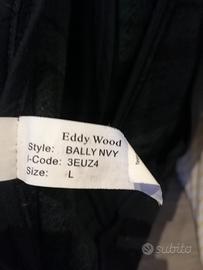 Eddy Wood
Style: BALLY NVY
I-Code: 3EUZ4
Size: L
subito